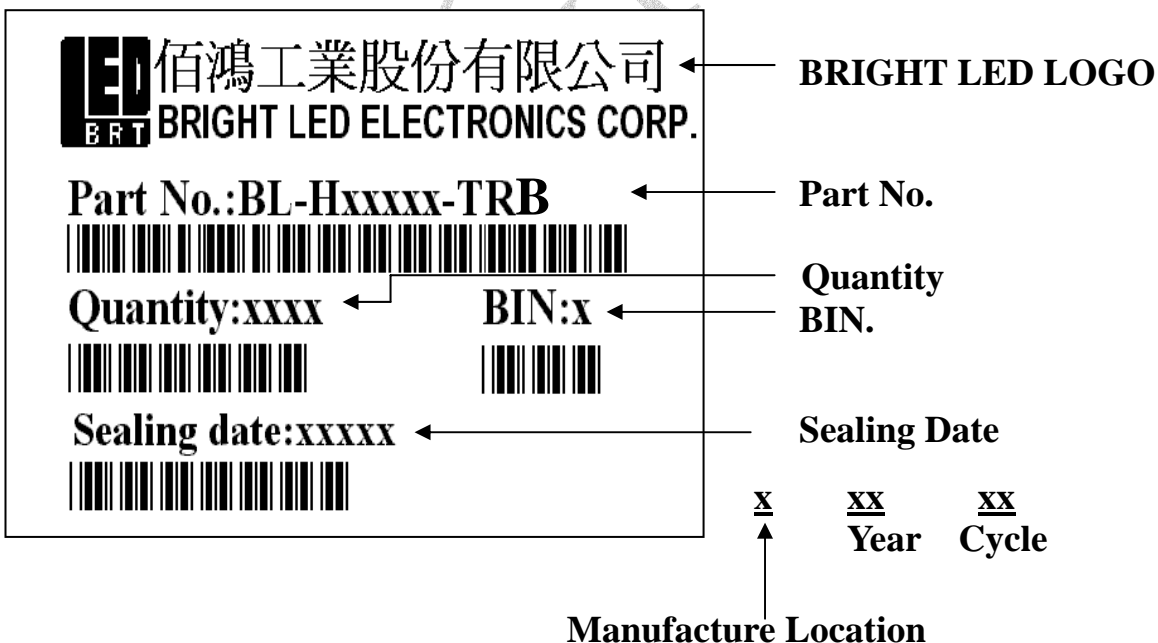 LED
BRT
佰鴻工業股份有限公司
BRIGHT LED ELECTRONICS CORP.
BRIGHT LED LOGO
Part No.:BL-Hxxxxx-TRB
Part No.
Quantity:xxxx
BIN:x
Quantity
BIN.
Sealing date:xxxxx
Sealing Date
x xx xx
Year Cycle
Manufacture Location